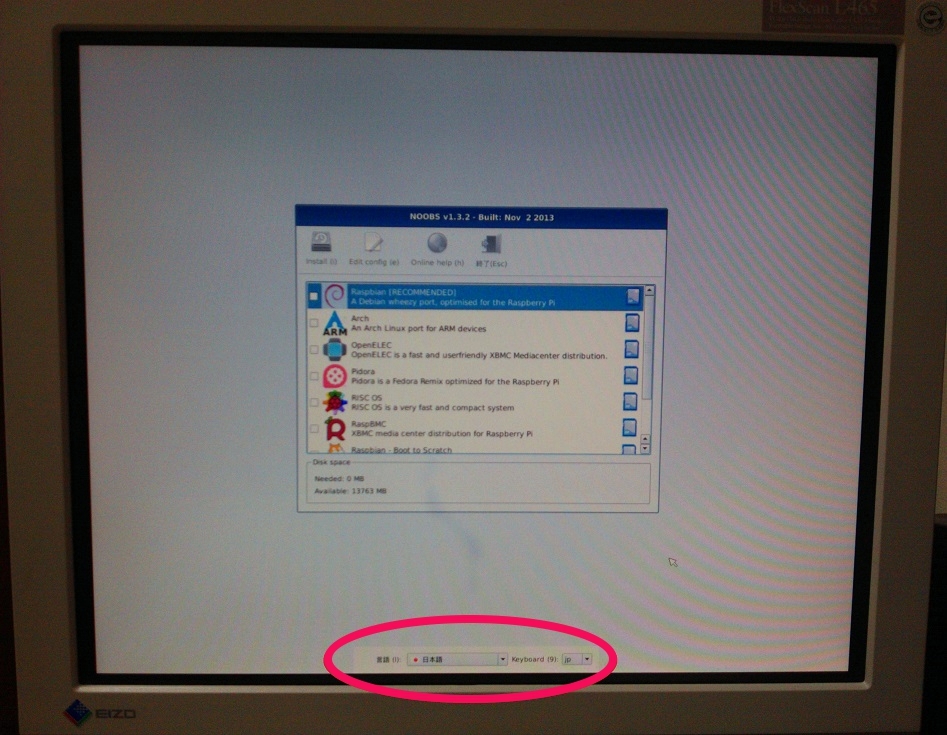 FlexScan L465
NOOBS v1.3.2 - Built: Nov 2 2013
Install (i) Edit config (e) Online help (h) 終了(Esc)
Raspbian [RECOMMENDED]
A Debian wheezy port, optimised for the Raspberry Pi
Arch
An Arch Linux port for ARM devices
ARM
OpenELEC
OpenELEC is a fast and userfriendly XBMC Mediacenter distribution.
Pidora
Pidora is a Fedora Remix optimized for the Raspberry Pi
RISC OS
RISC OS is a very fast and compact system
RaspBMC
XBMC media center distribution for Raspberry Pi
Raspbian - Boot to Scratch
Disk space
Needed: 0 MB
Available: 13763 MB
言語 (l): 日本語 Keyboard (9): jp
EIZO